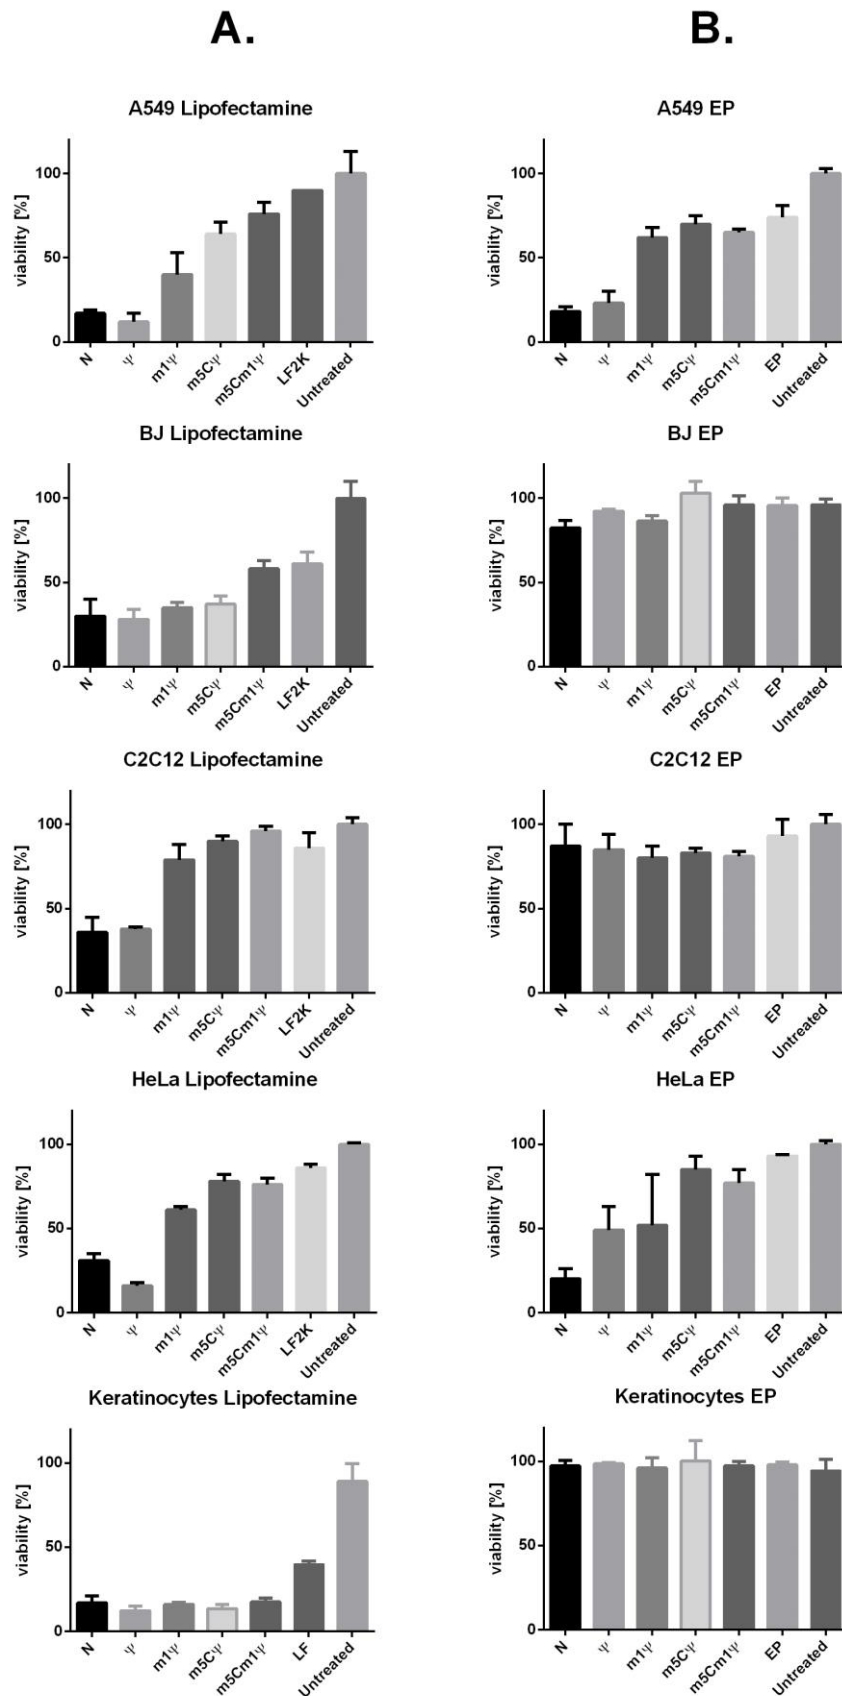 A.
B.
A549 Lipofectamine
viability [%]
100
50
0
N
Ψ
m1Ψ
m5CΨ
m5Cm1Ψ
LF2K
Untreated
A549 EP
viability [%]
100
50
0
N
Ψ
m1Ψ
m5CΨ
m5Cm1Ψ
EP
Untreated
BJ Lipofectamine
viability [%]
100
50
0
N
Ψ
m1Ψ
m5CΨ
m5Cm1Ψ
LF2K
Untreated
BJ EP
viability [%]
100
50
0
N
Ψ
m1Ψ
m5CΨ
m5Cm1Ψ
EP
Untreated
C2C12 Lipofectamine
viability [%]
100
50
0
N
Ψ
m1Ψ
m5CΨ
m5Cm1Ψ
LF2K
Untreated
C2C12 EP
viability [%]
100
50
0
N
Ψ
m1Ψ
m5CΨ
m5Cm1Ψ
EP
Untreated
HeLa Lipofectamine
viability [%]
100
50
0
N
Ψ
m1Ψ
m5CΨ
m5Cm1Ψ
LF2K
Untreated
HeLa EP
viability [%]
100
50
0
N
Ψ
m1Ψ
m5CΨ
m5Cm1Ψ
EP
Untreated
Keratinocytes Lipofectamine
viability [%]
100
50
0
N
Ψ
m1Ψ
m5CΨ
m5Cm1Ψ
LF
Untreated
Keratinocytes EP
viability [%]
100
50
0
N
Ψ
m1Ψ
m5CΨ
m5Cm1Ψ
EP
Untreated